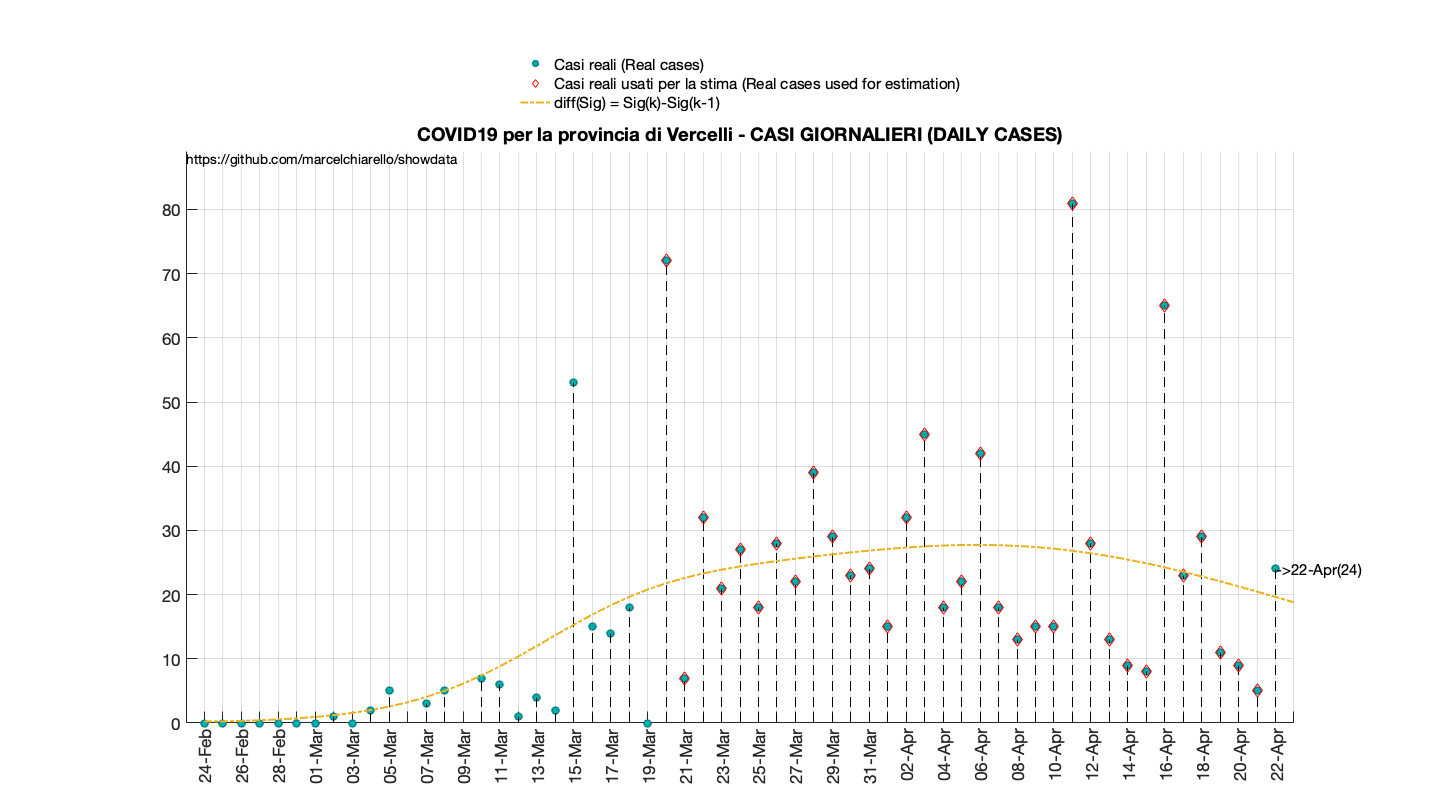 Casi reali (Real cases)
Casi reali usati per la stima (Real cases used for estimation)
diff(Sig) = Sig(k)-Sig(k-1)
COVID19 per la provincia di Vercelli - CASI GIORNALIERI (DAILY CASES)
https://github.com/marcelchiarello/showdata
80
70
60
50
40
30
20
10
0
->22-Apr(24)
24-Feb
26-Feb
28-Feb
01-Mar
03-Mar
05-Mar
07-Mar
09-Mar
11-Mar
13-Mar
15-Mar
17-Mar
19-Mar
21-Mar
23-Mar
25-Mar
27-Mar
29-Mar
31-Mar
02-Apr
04-Apr
06-Apr
08-Apr
10-Apr
12-Apr
14-Apr
16-Apr
18-Apr
20-Apr
22-Apr